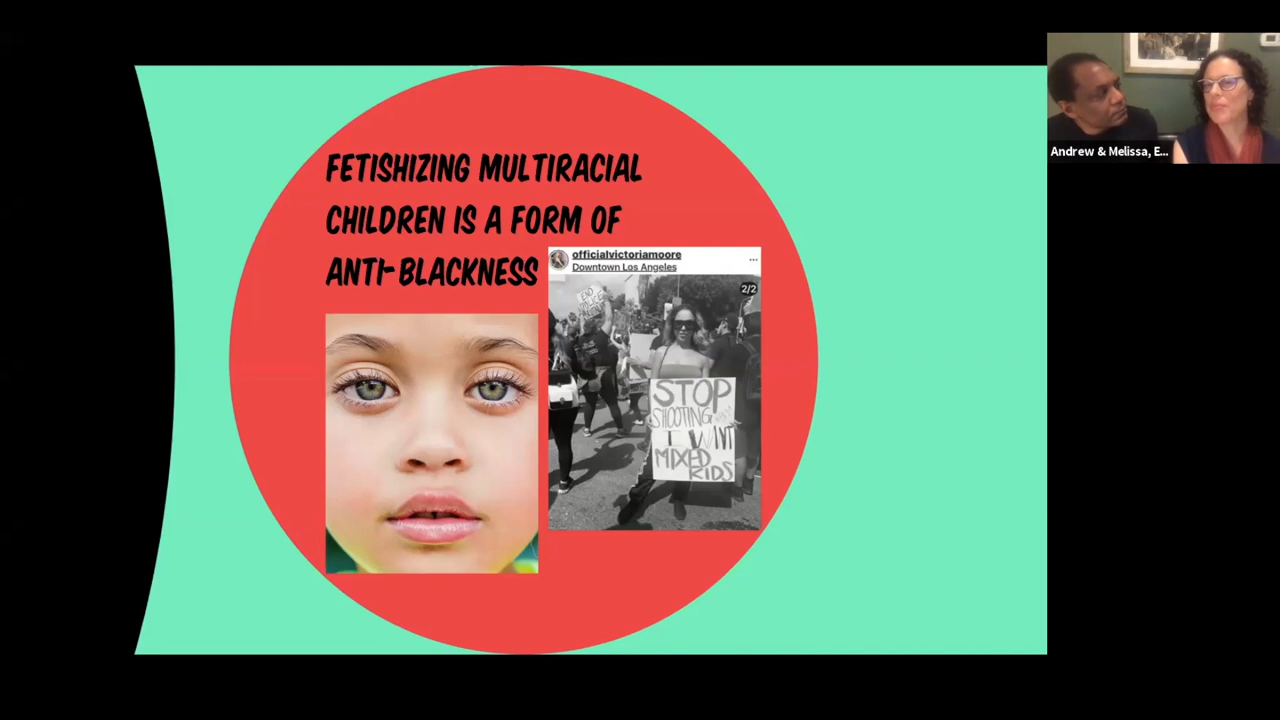 FETISHIZING MULTIRACIAL
CHILDREN IS A FORM OF
ANTI-BLACKNESS
officialvictoriamoore
Downtown Los Angeles
2/2
STOP
SHOOTING
I WANT
MIXED
KIDS
Andrew & Melissa, E...